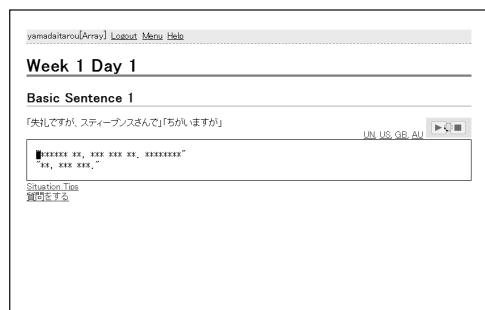 yamadaitarou[Array] Logout Menu Help
Week 1 Day 1
Basic Sentence 1
「失礼ですが、スティーブンスさんで」「ちがいますが」
UN, US, GB, AU
****** **, *** *** **. ********"
"**, *** ***."
Situation Tips
質問をする